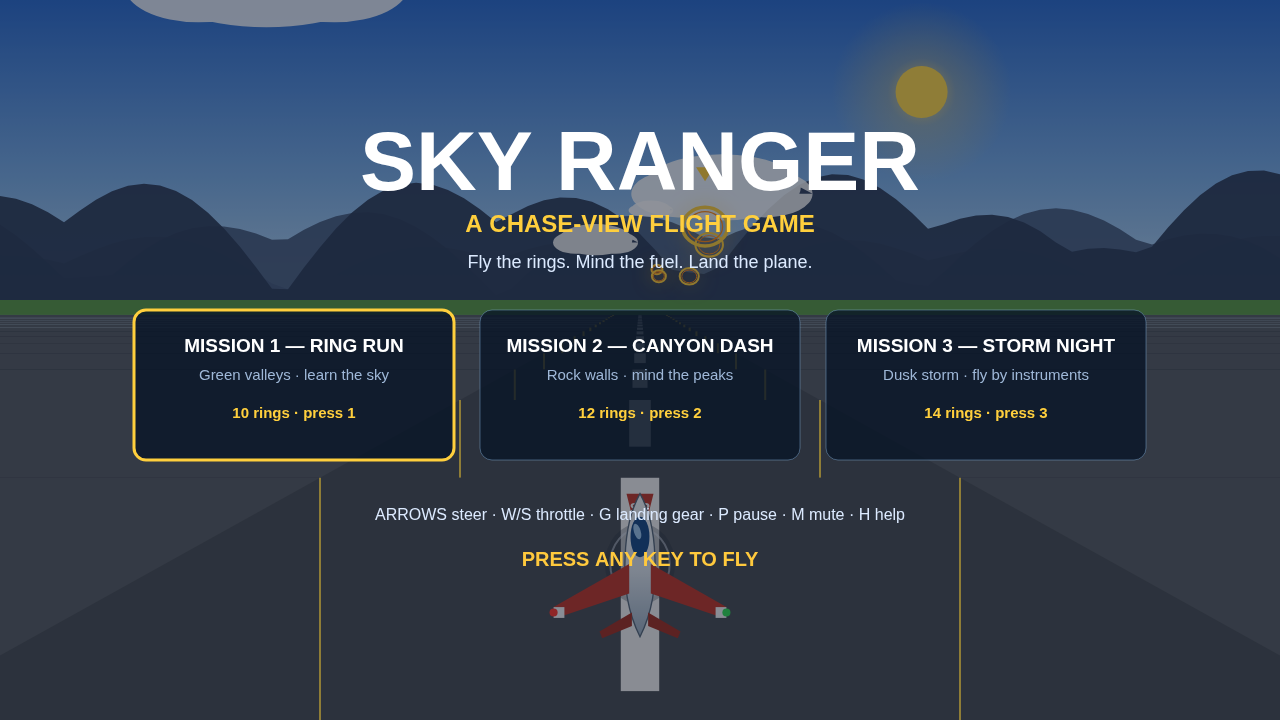 SKY RANGER
A CHASE-VIEW FLIGHT GAME
Fly the rings. Mind the fuel. Land the plane.
MISSION 1 — RING RUN
Green valleys · learn the sky
10 rings · press 1
MISSION 2 — CANYON DASH
Rock walls · mind the peaks
12 rings · press 2
MISSION 3 — STORM NIGHT
Dusk storm · fly by instruments
14 rings · press 3
ARROWS steer · W/S throttle · G landing gear · P pause · M mute · H help
PRESS ANY KEY TO FLY